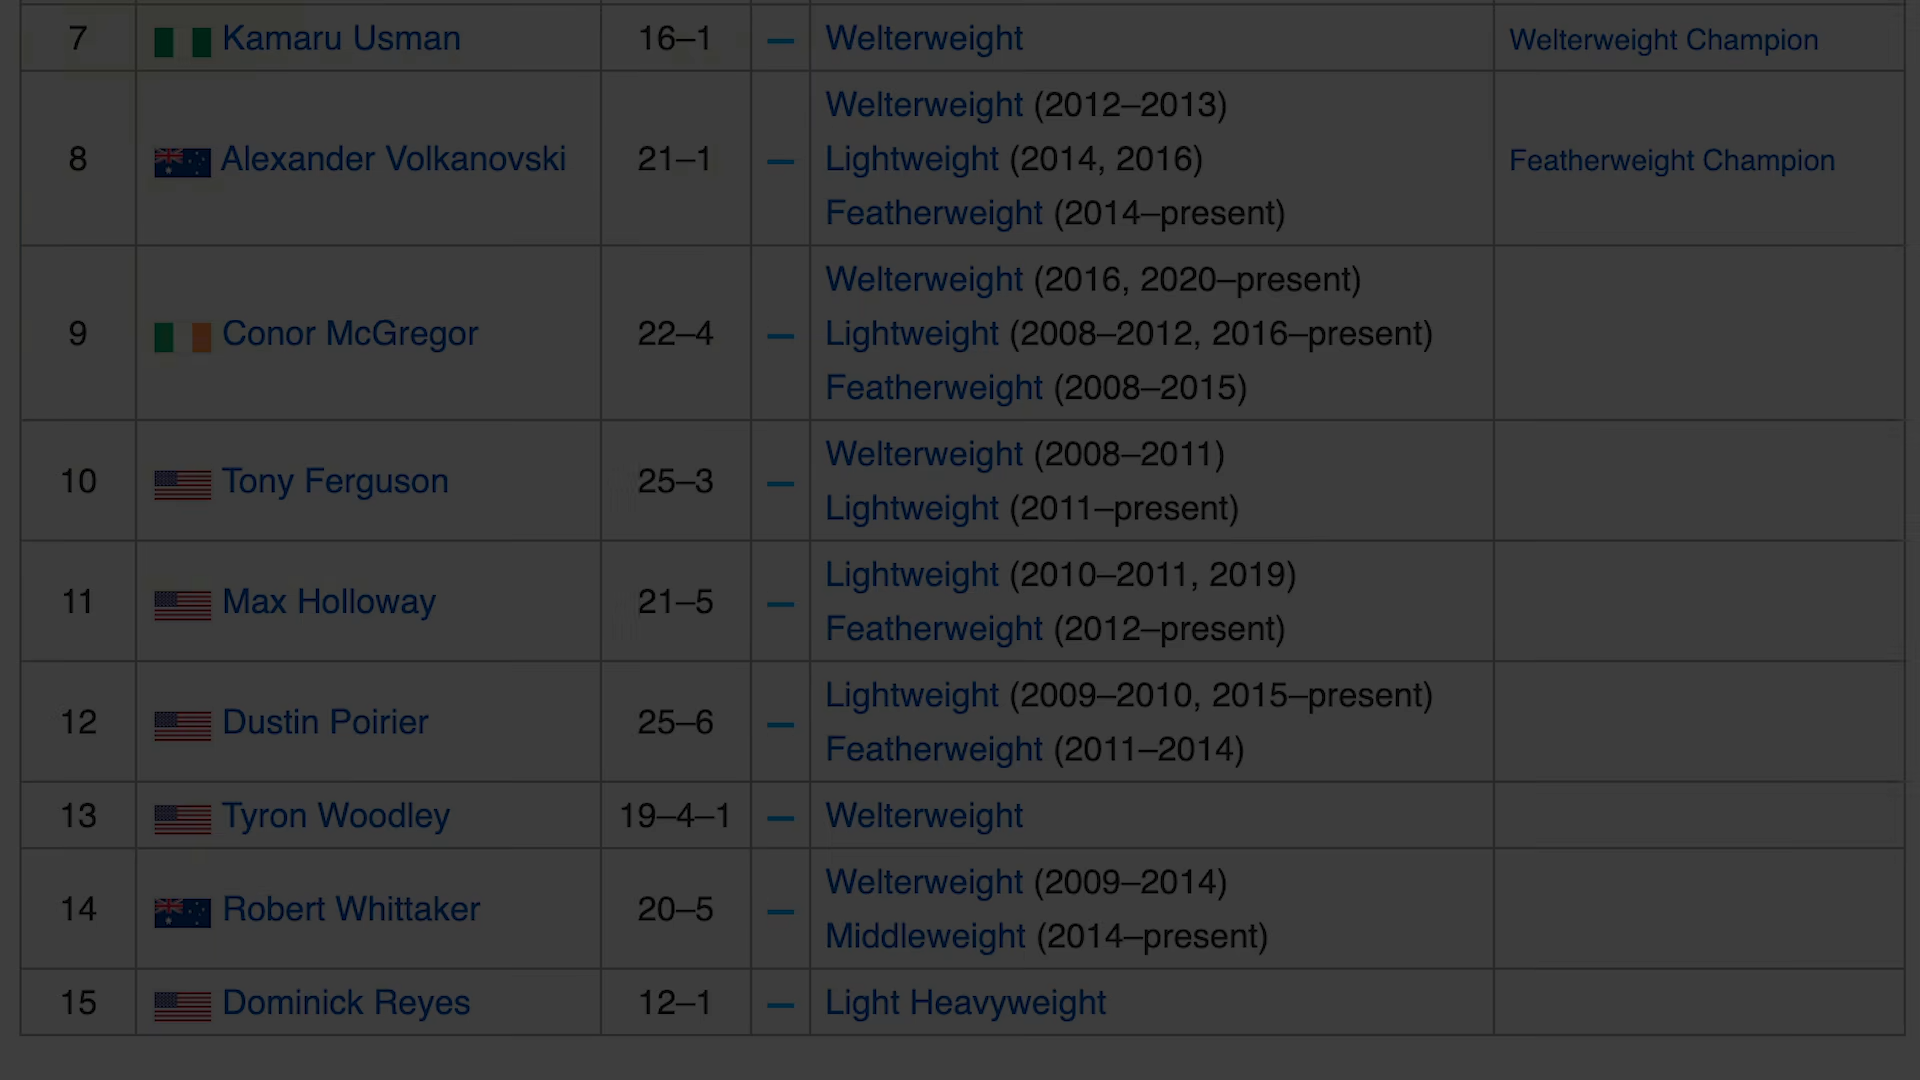 7 Kamaru Usman 16–1 — Welterweight Welterweight Champion
8 Alexander Volkanovski 21–1 — Welterweight (2012–2013)
Lightweight (2014, 2016)
Featherweight (2014–present)
Featherweight Champion
9 Conor McGregor 22–4 — Welterweight (2016, 2020–present)
Lightweight (2008–2012, 2016–present)
Featherweight (2008–2015)
10 Tony Ferguson 25–3 — Welterweight (2008–2011)
Lightweight (2011–present)
11 Max Holloway 21–5 — Lightweight (2010–2011, 2019)
Featherweight (2012–present)
12 Dustin Poirier 25–6 — Lightweight (2009–2010, 2015–present)
Featherweight (2011–2014)
13 Tyron Woodley 19–4–1 — Welterweight
14 Robert Whittaker 20–5 — Welterweight (2009–2014)
Middleweight (2014–present)
15 Dominick Reyes 12–1 — Light Heavyweight